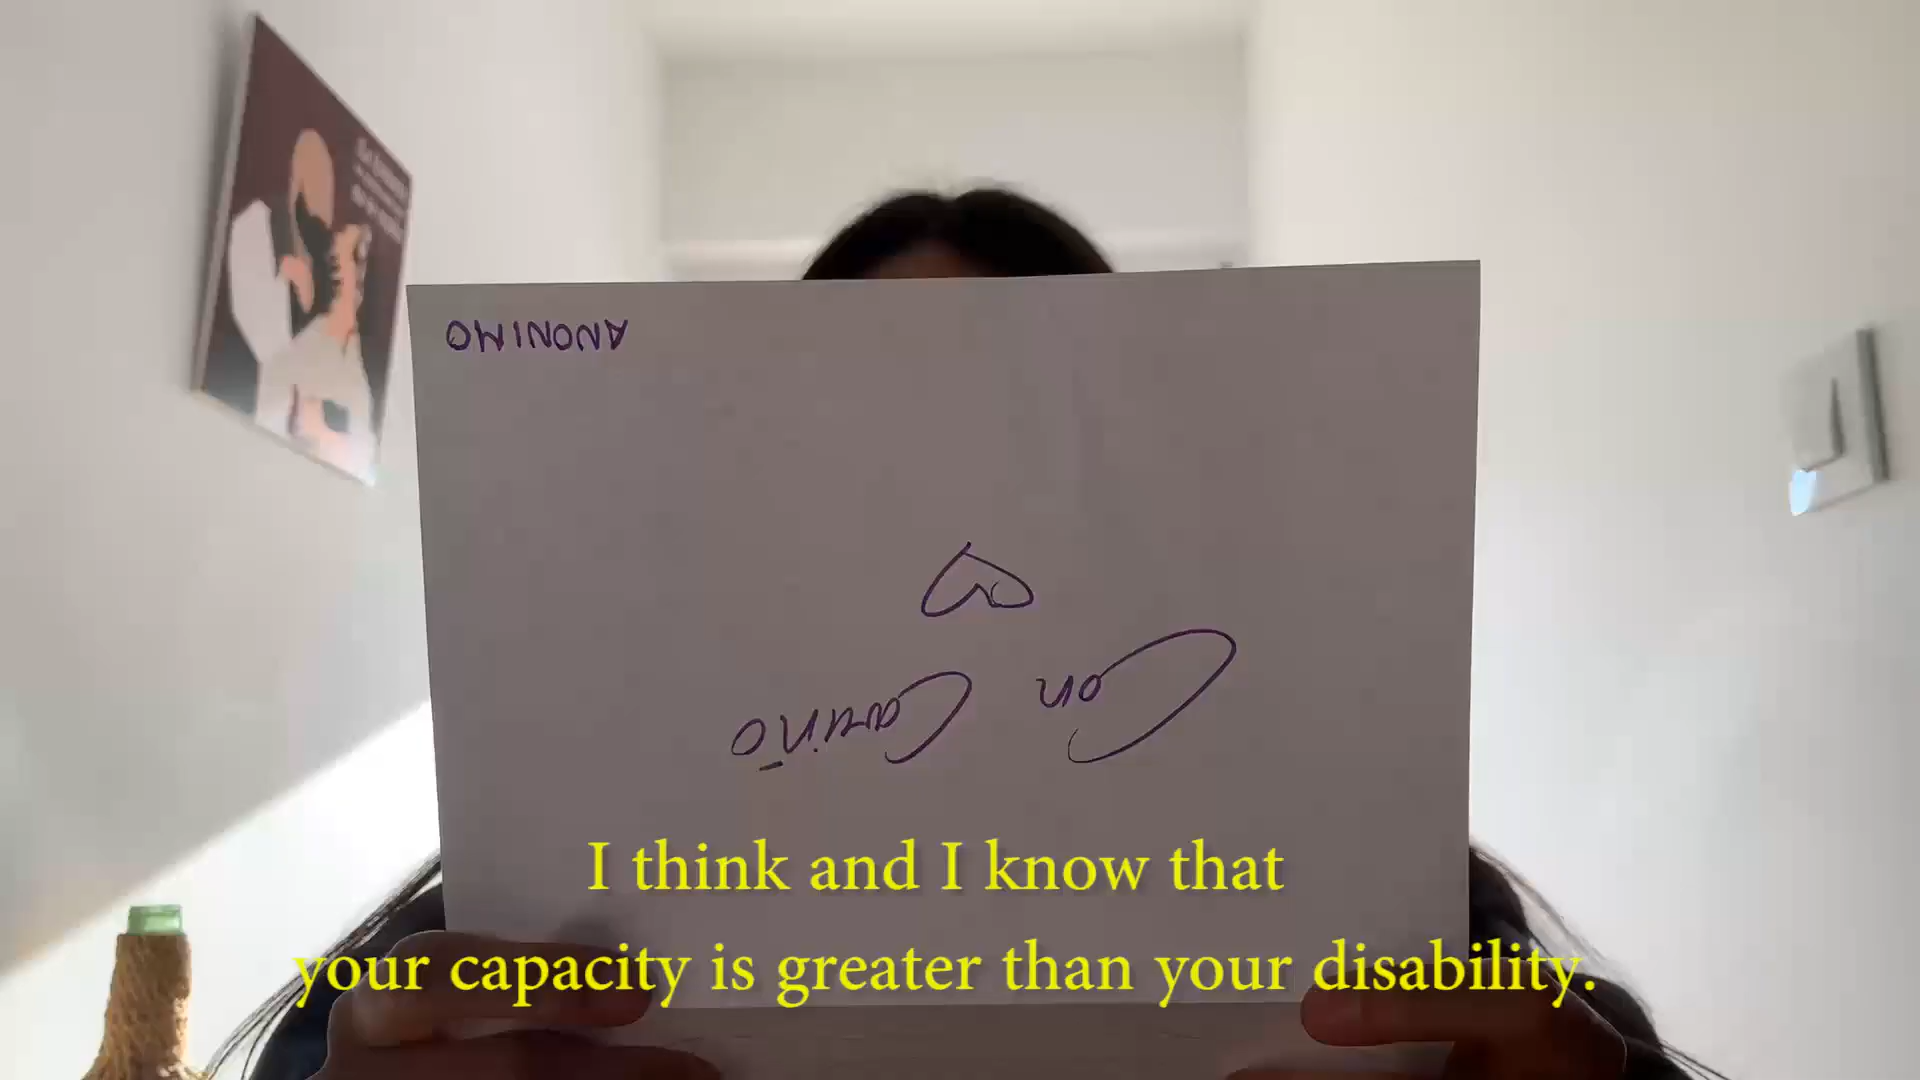 ANONIMO
Con Cariño
I think and I know that
your capacity is greater than your disability.